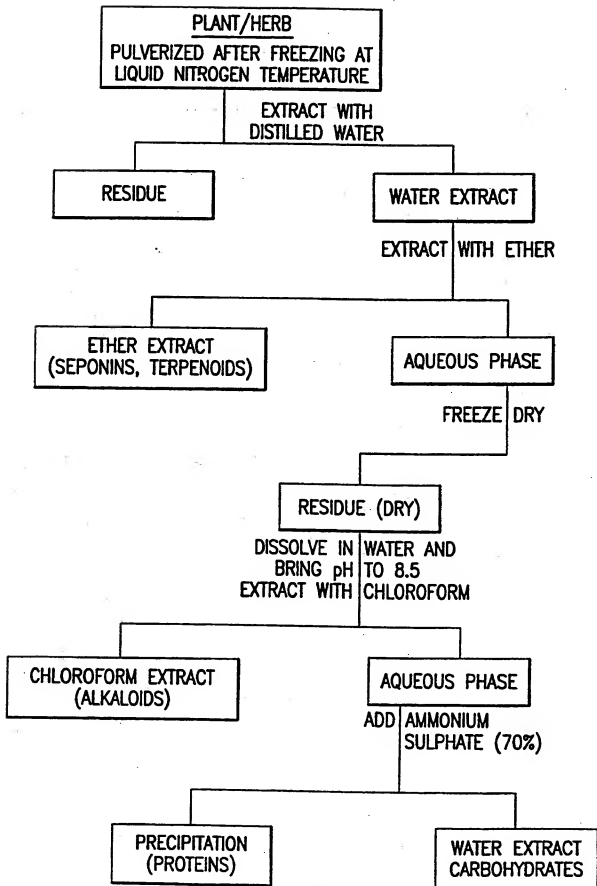 PLANT/HERB
PULVERIZED AFTER FREEZING AT
LIQUID NITROGEN TEMPERATURE
EXTRACT WITH
DISTILLED WATER
RESIDUE
WATER EXTRACT
EXTRACT WITH ETHER
ETHER EXTRACT
(SEPONINS, TERPENOIDS)
AQUEOUS PHASE
FREEZE DRY
RESIDUE (DRY)
DISSOLVE IN WATER AND
BRING pH TO 8.5
EXTRACT WITH CHLOROFORM
CHLOROFORM EXTRACT
(ALKALOIDS)
AQUEOUS PHASE
ADD AMMONIUM
SULPHATE (70%)
PRECIPITATION
(PROTEINS)
WATER EXTRACT
CARBOHYDRATES